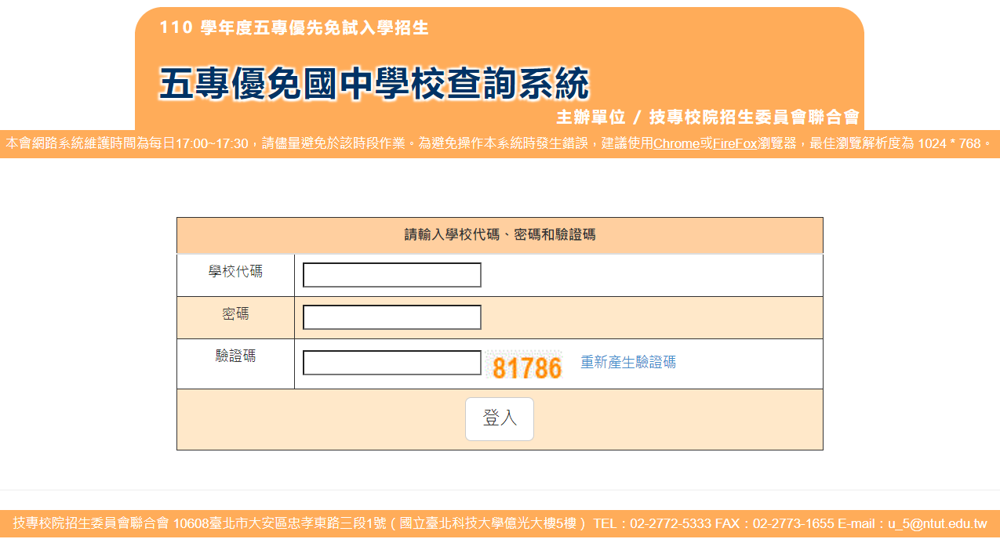 110 學年度五專優先免試入學招生
五專優免國中學校查詢系統
主辦單位 / 技專校院招生委員會聯合會
本會網路系統維護時間為每日17:00~17:30，請儘量避免於該時段作業。為避免操作本系統時發生錯誤，建議使用Chrome或FireFox瀏覽器，最佳瀏覽解析度為 1024 * 768。
請輸入學校代碼、密碼和驗證碼
學校代碼
密碼
驗證碼 81786 重新產生驗證碼
登入
技專校院招生委員會聯合會 10608臺北市大安區忠孝東路三段1號（國立臺北科技大學億光大樓5樓） TEL：02-2772-5333 FAX：02-2773-1655 E-mail：u_5@ntut.edu.tw